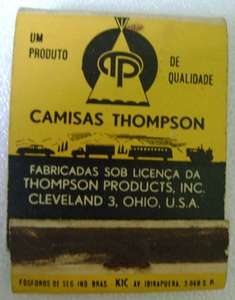 UM
PRODUTO
DE
QUALIDADE
TP
CAMISAS THOMPSON
FABRICADAS SOB LICENÇA DA
THOMPSON PRODUCTS, INC.
CLEVELAND 3, OHIO, U.S.A.
FOSFOROS DE SEG. IND. BRAS. KIC AV. IBIRAPUERA, 3.068 S. P.